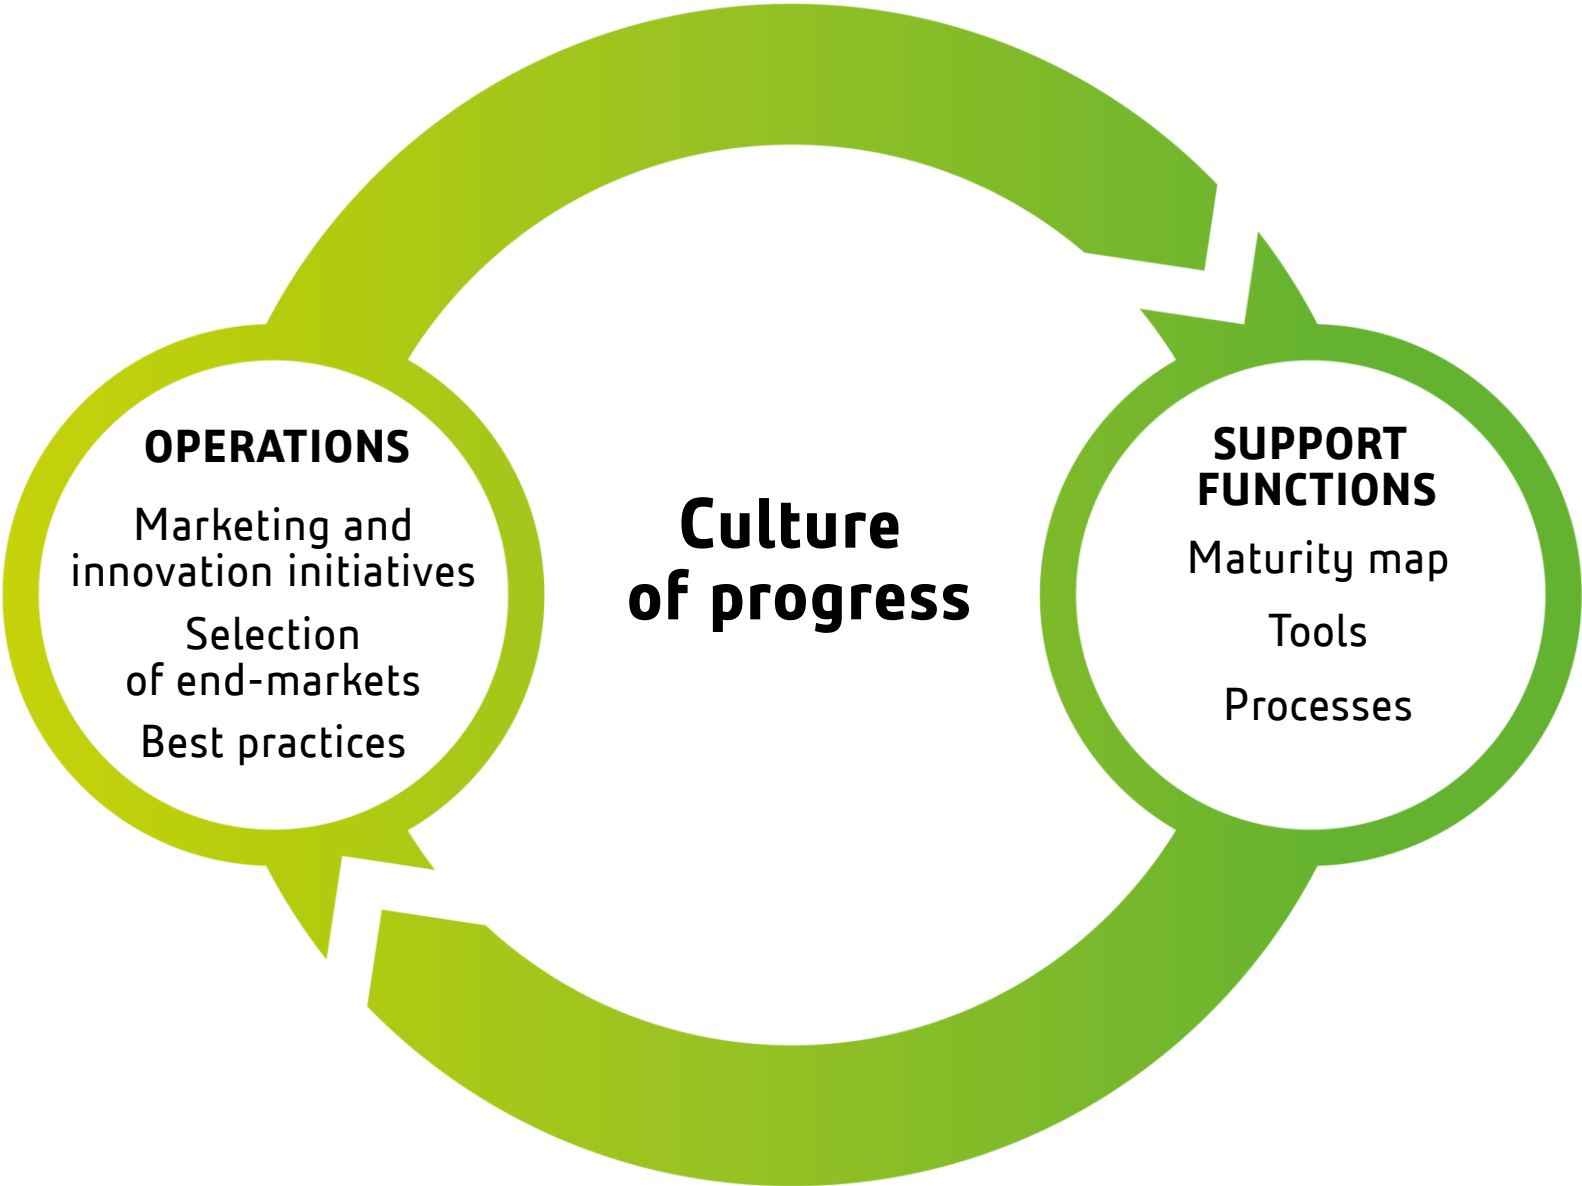 OPERATIONS
Marketing and
innovation initiatives
Selection
of end-markets
Best practices
Culture
of progress
SUPPORT
FUNCTIONS
Maturity map
Tools
Processes